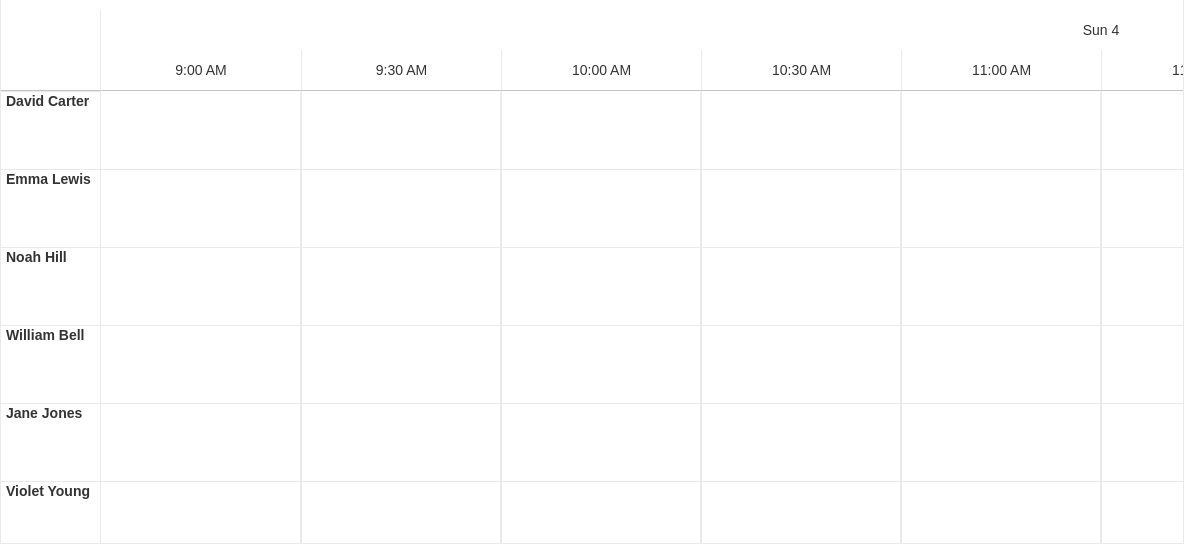 Sun 4
9:00 AM 9:30 AM 10:00 AM 10:30 AM 11:00 AM
David Carter
Emma Lewis
Noah Hill
William Bell
Jane Jones
Violet Young